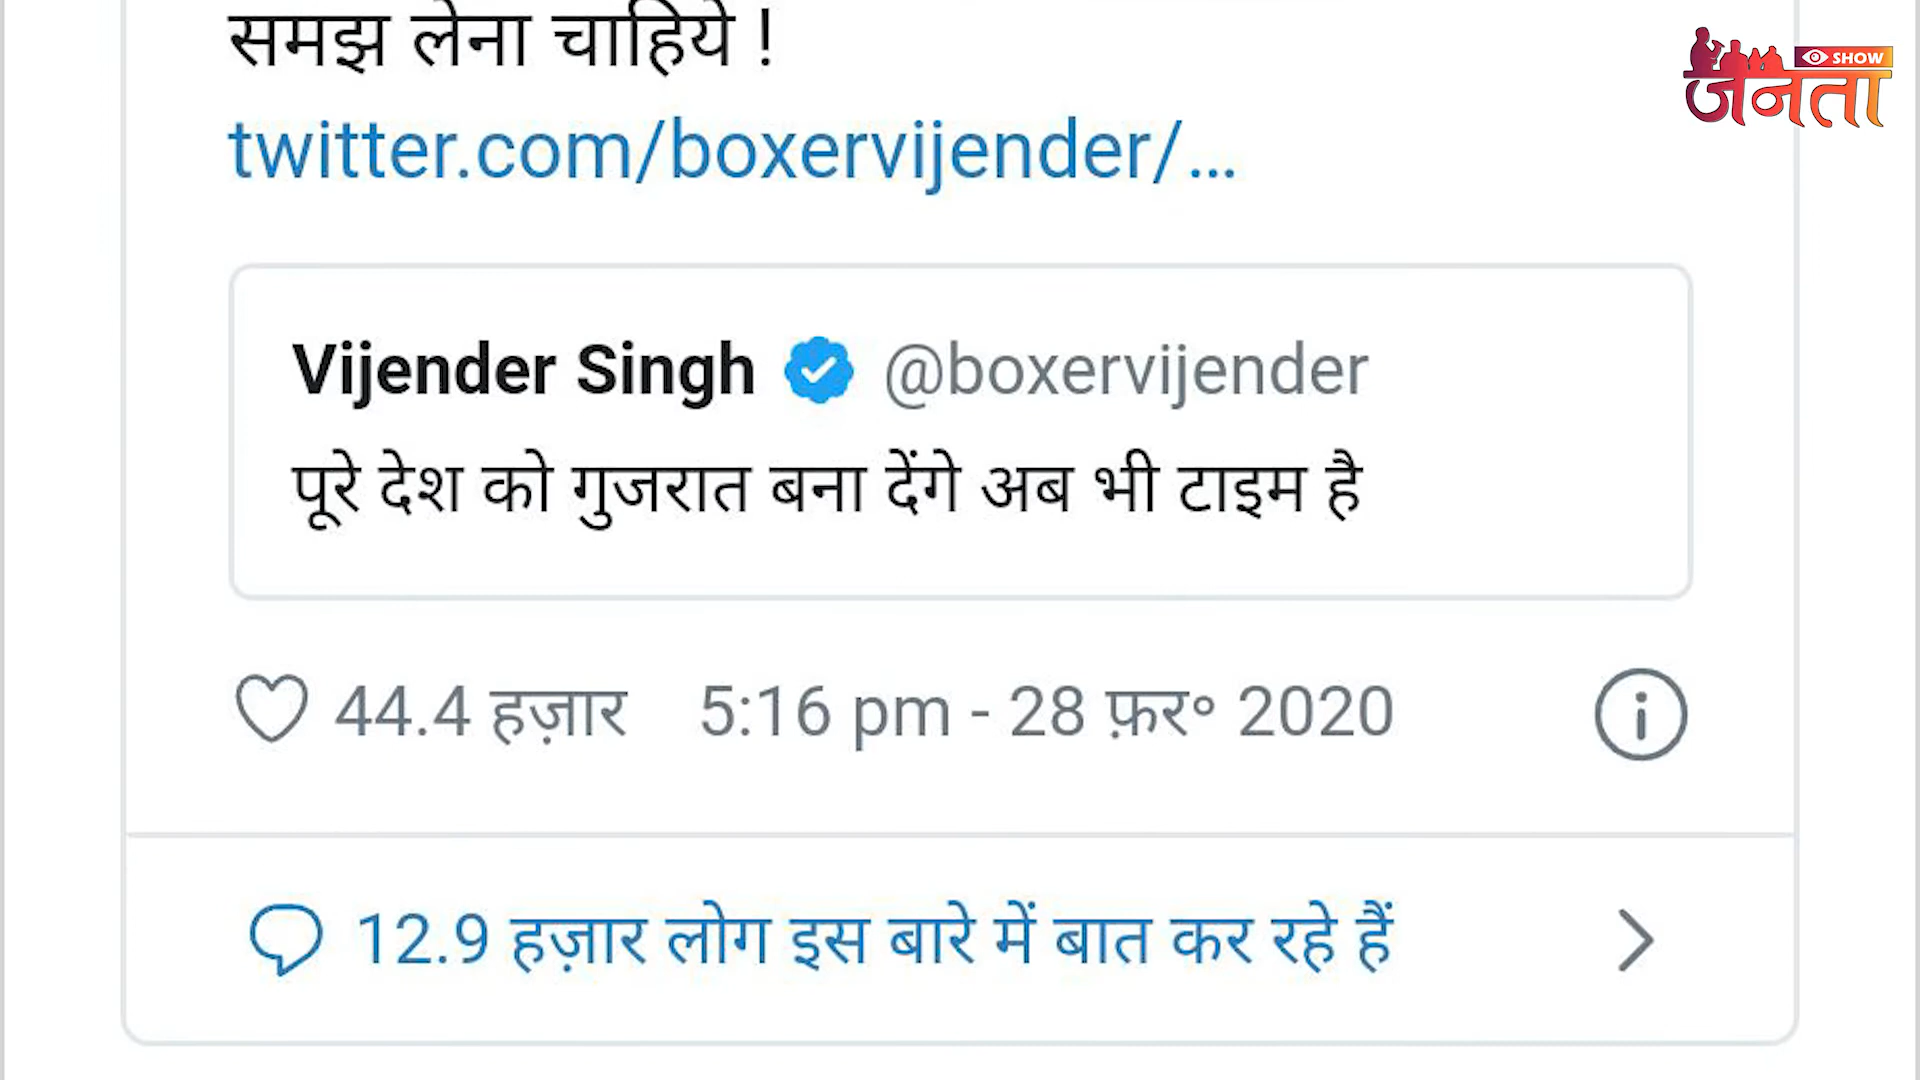 समझ लेना चाहिये !
SHOW
जनता
twitter.com/boxervijender/...
Vijender Singh @boxervijender
पूरे देश को गुजरात बना देंगे अब भी टाइम है
44.4 हज़ार 5:16 pm - 28 फ़र॰ 2020
12.9 हज़ार लोग इस बारे में बात कर रहे हैं